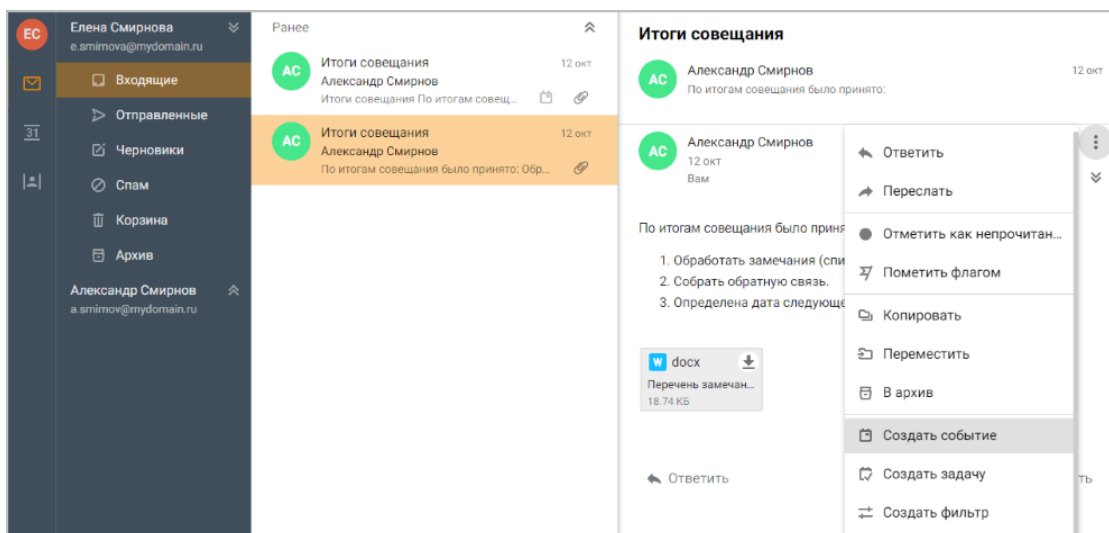 EC
Елена Смирнова
e.smirnova@mydomain.ru
Входящие
Отправленные
31
Черновики
Спам
Корзина
Архив
Александр Смирнов
a.smirnov@mydomain.ru
Ранее
АС
Итоги совещания
12 окт
Александр Смирнов
Итоги совещания По итогам совещ...
АС
Итоги совещания
12 окт
Александр Смирнов
По итогам совещания было принято: Обр...
Итоги совещания
АС
Александр Смирнов
12 окт
По итогам совещания было принято:
АС
Александр Смирнов
12 окт
Вам
По итогам совещания было приня
1. Обработать замечания (спи
2. Собрать обратную связь.
3. Определена дата следующе
W docx
Перечень замечан...
18.74 КБ
Ответить
ть
Ответить
Переслать
Отметить как непрочитан...
Пометить флагом
Копировать
Переместить
В архив
Создать событие
Создать задачу
Создать фильтр